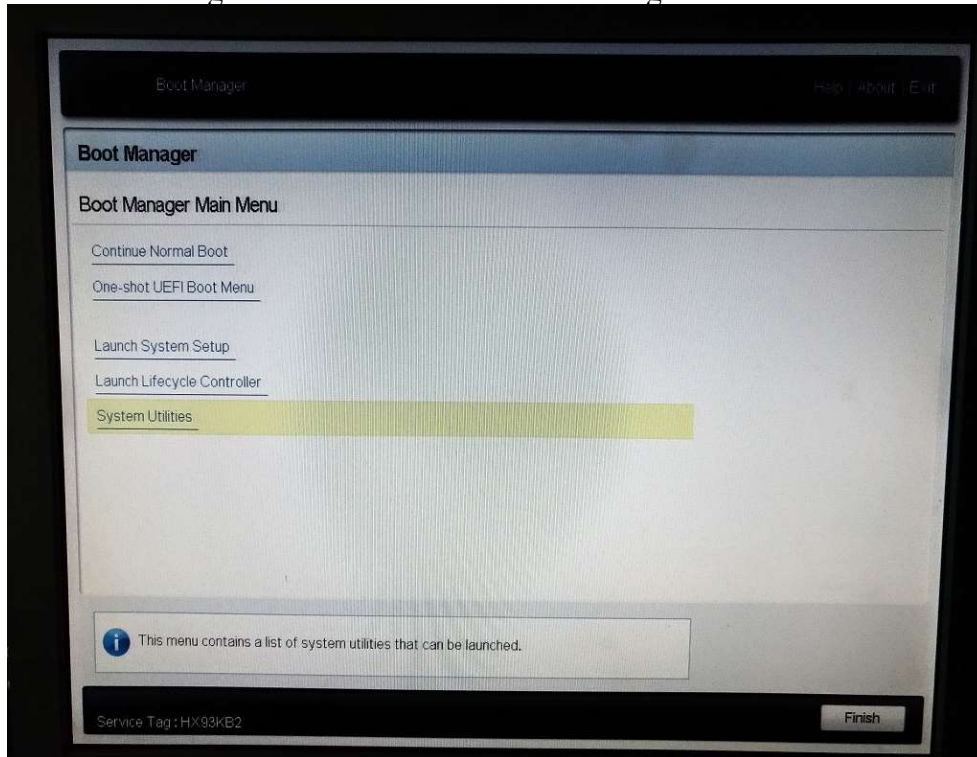 Boot Manager
Help | About | Exit
Boot Manager
Boot Manager Main Menu
Continue Normal Boot
One-shot UEFI Boot Menu
Launch System Setup
Launch Lifecycle Controller
System Utilities
This menu contains a list of system utilities that can be launched.
Service Tag : HX93KB2
Finish